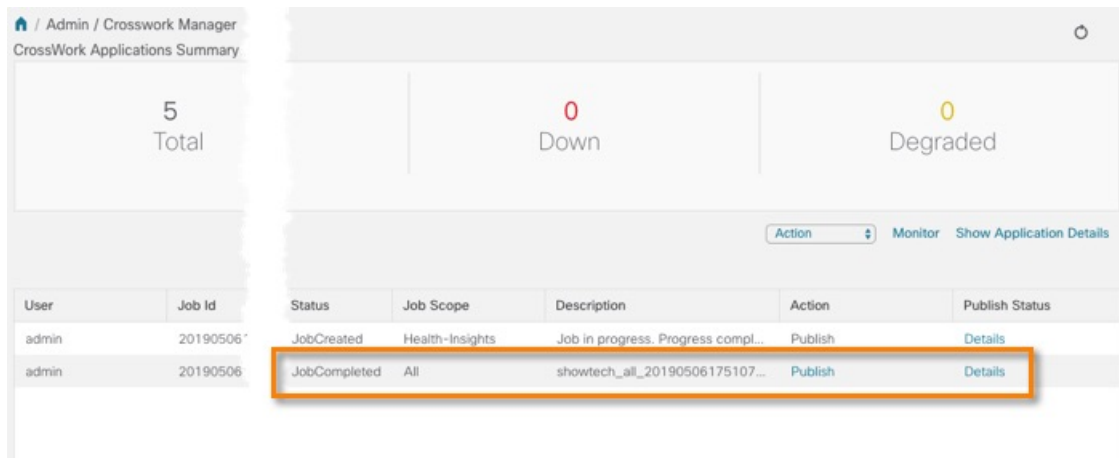 / Admin / Crosswork Manager
CrossWork Applications Summary
5 0 0
Total Down Degraded
Action Monitor Show Application Details
User Job Id Status Job Scope Description Action Publish Status
admin 20190506 JobCreated Health-Insights Job in progress. Progress compl... Publish Details
admin 20190506 JobCompleted All showtech_all_20190506175107... Publish Details